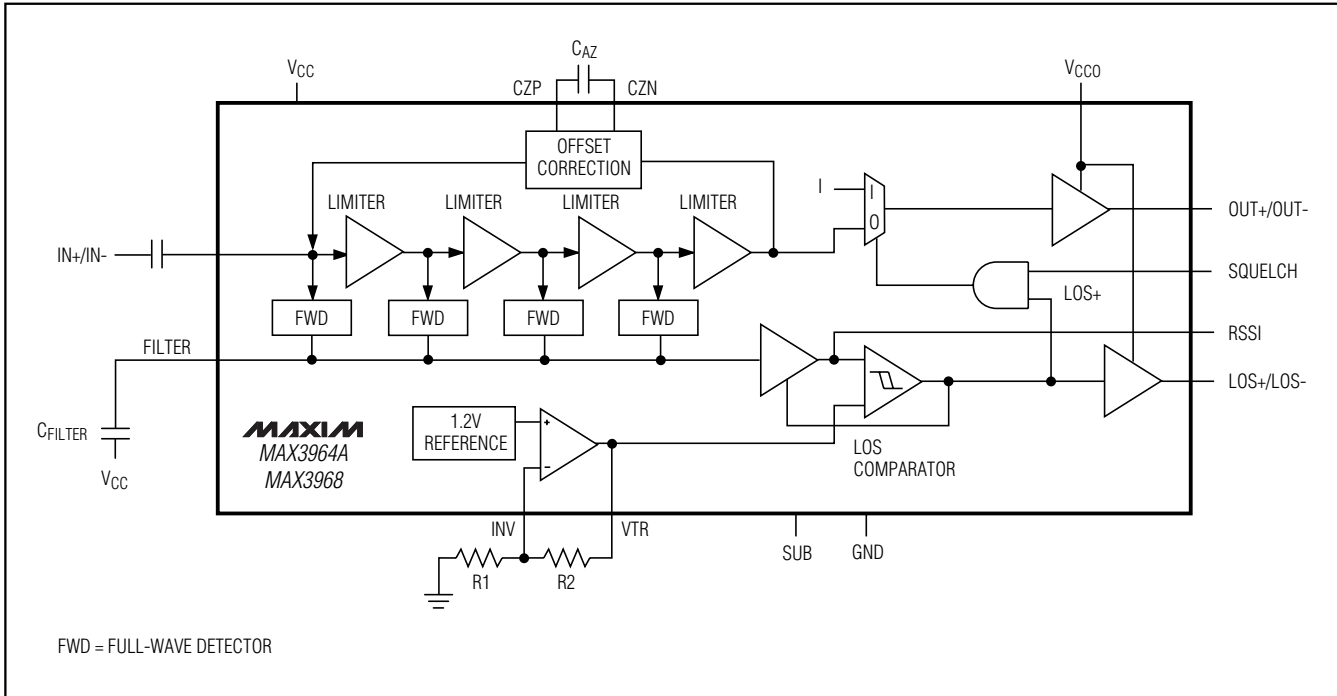 CAZ
VCC
CZP
CZN
VCCO
OFFSET
CORRECTION
LIMITER
LIMITER
LIMITER
LIMITER
I
I
0
OUT+/OUT-
IN+/IN-
SQUELCH
LOS+
FWD
FWD
FWD
FWD
RSSI
FILTER
LOS+/LOS-
CFILTER
VCC
MAXIM
MAX3964A
MAX3968
1.2V
REFERENCE
+
-
LOS
COMPARATOR
INV
VTR
SUB
GND
R1
R2
FWD = FULL-WAVE DETECTOR